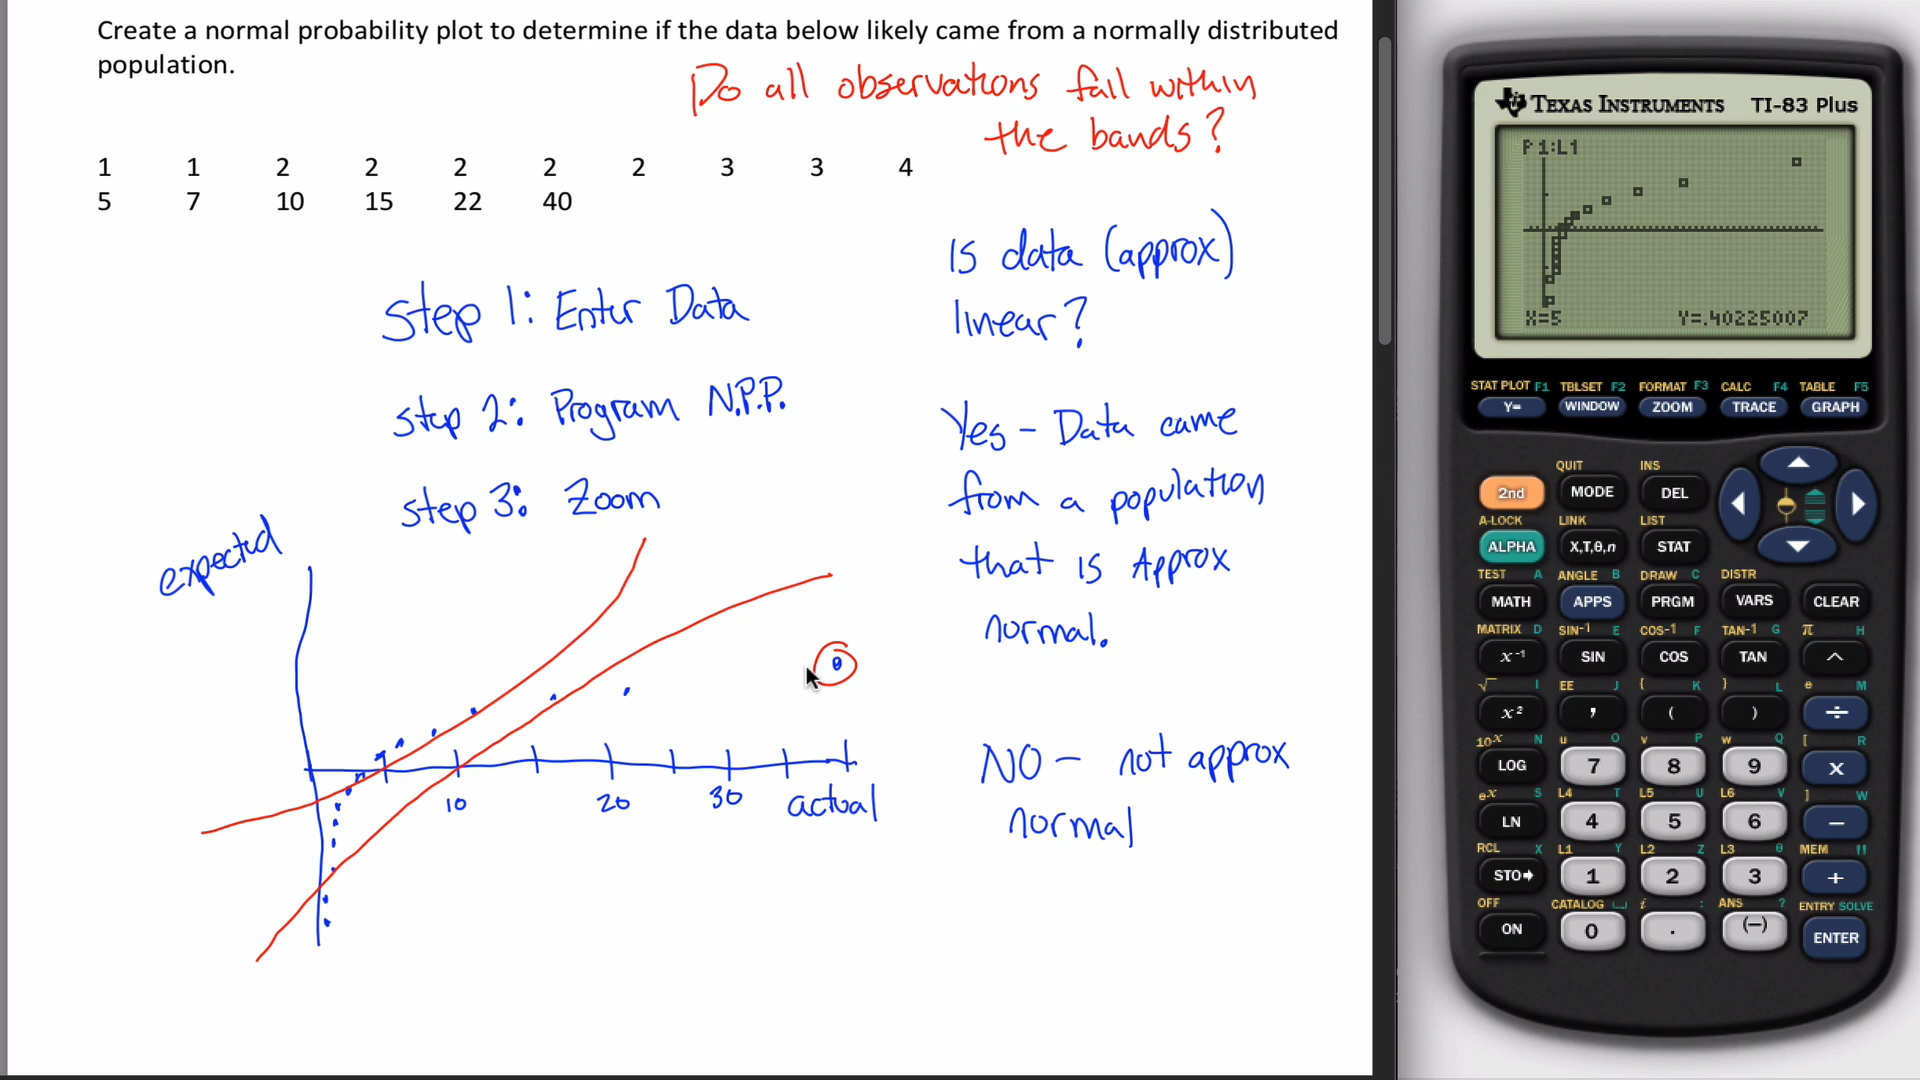 Create a normal probability plot to determine if the data below likely came from a normally distributed
population.
Do all observations fall within
the bands?
1 1 2 2 2 2 2 3 3 4
5 7 10 15 22 40
Step 1: Enter Data
step 2: Program N.P.P.
step 3: Zoom
Is data (approx)
linear?
Yes - Data came
from a population
that is Approx
normal.
NO - not approx
normal
expected
10 20 30
actual
TEXAS INSTRUMENTS TI-83 Plus
P1:L1
X=5 Y=.40225007
STAT PLOT F1 TBLSET F2 FORMAT F3 CALC F4 TABLE F5
Y= WINDOW ZOOM TRACE GRAPH
QUIT INS
2nd MODE DEL
A-LOCK LINK LIST
ALPHA X,T,θ,n STAT
TEST A ANGLE B DRAW C DISTR
MATH APPS PRGM VARS CLEAR
MATRIX D SIN⁻¹ E COS⁻¹ F TAN⁻¹ G π H
x⁻¹ SIN COS TAN ^
√ I EE J { K } L e M
x² , ( ) ÷
10ˣ N u O v P w Q [ R
LOG 7 8 9 x
eˣ S L4 T L5 U L6 V ] W
LN 4 5 6 −
RCL X L1 Y L2 Z L3 θ MEM "
STO➔ 1 2 3 +
OFF CATALOG ⎵ i : ANS ? ENTRY SOLVE
ON 0 . (−) ENTER